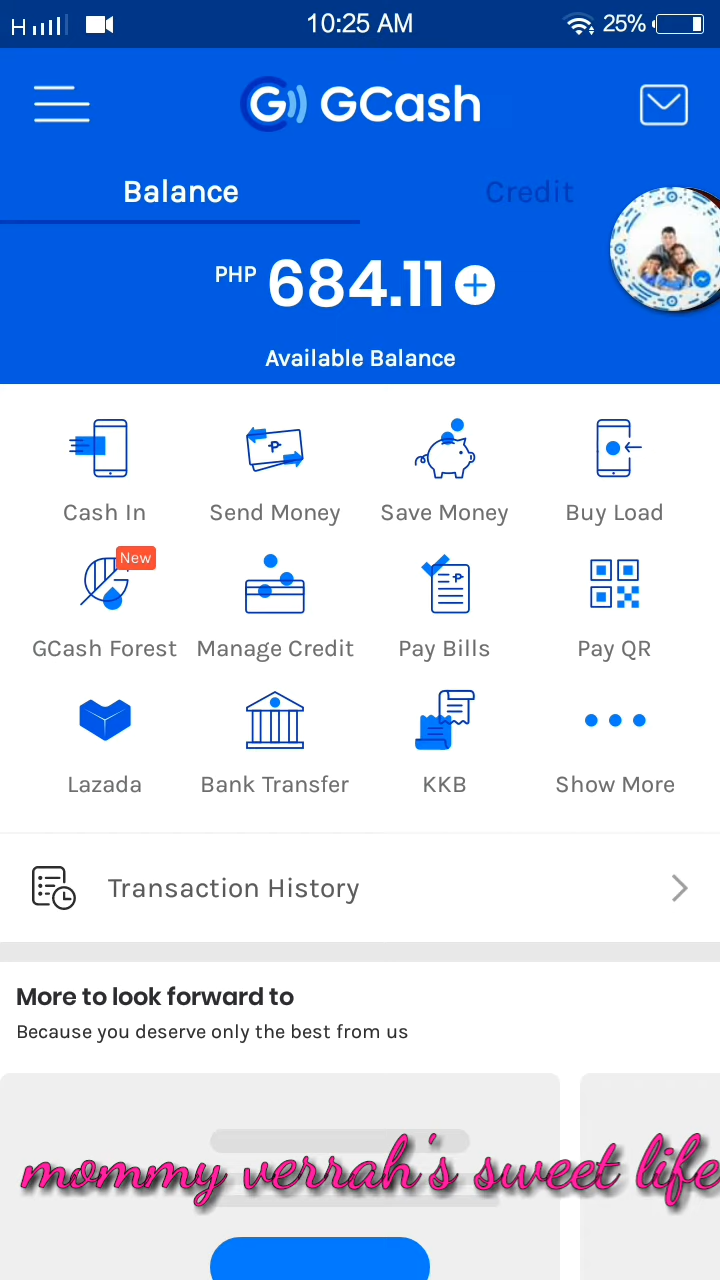 H 10:25 AM 25%
G GCash
Balance Credit
PHP 684.11
Available Balance
Cash In Send Money Save Money Buy Load
New
GCash Forest Manage Credit Pay Bills Pay QR
Lazada Bank Transfer KKB Show More
Transaction History
More to look forward to
Because you deserve only the best from us
mommy verrah's sweet life